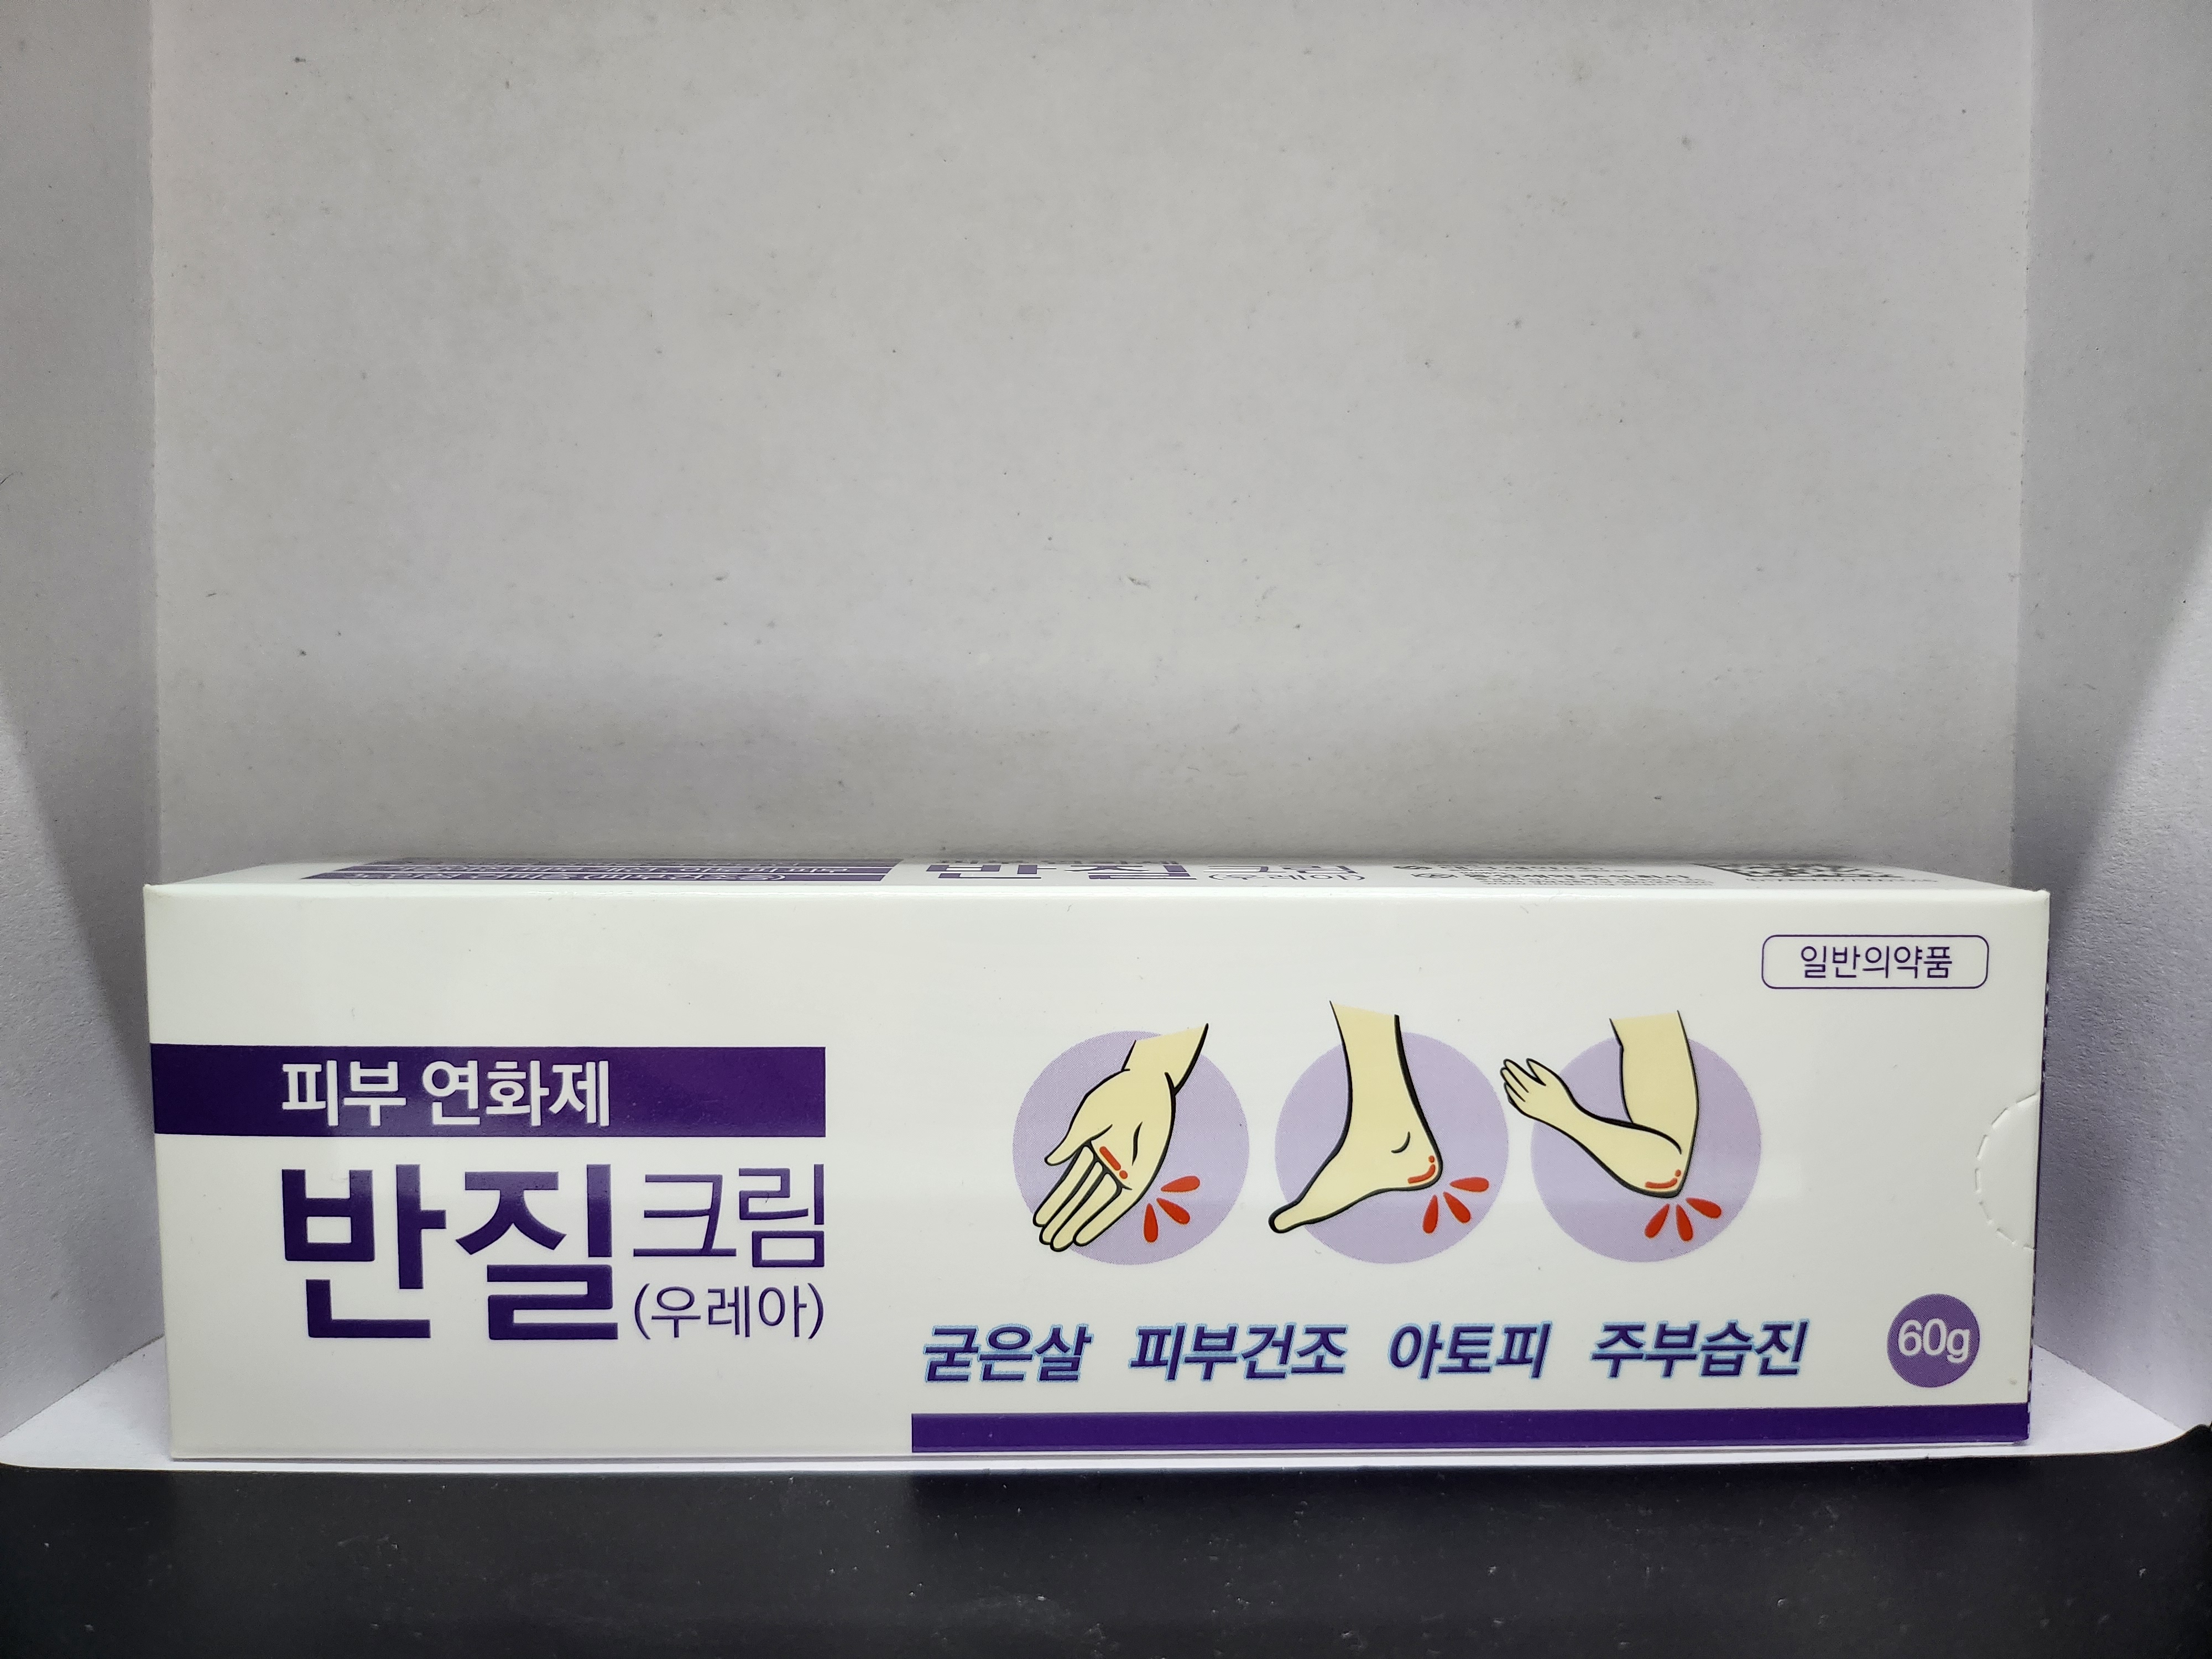 일반의약품
피부 연화제
반질크림
(우레아)
굳은살 피부건조 아토피 주부습진
60g